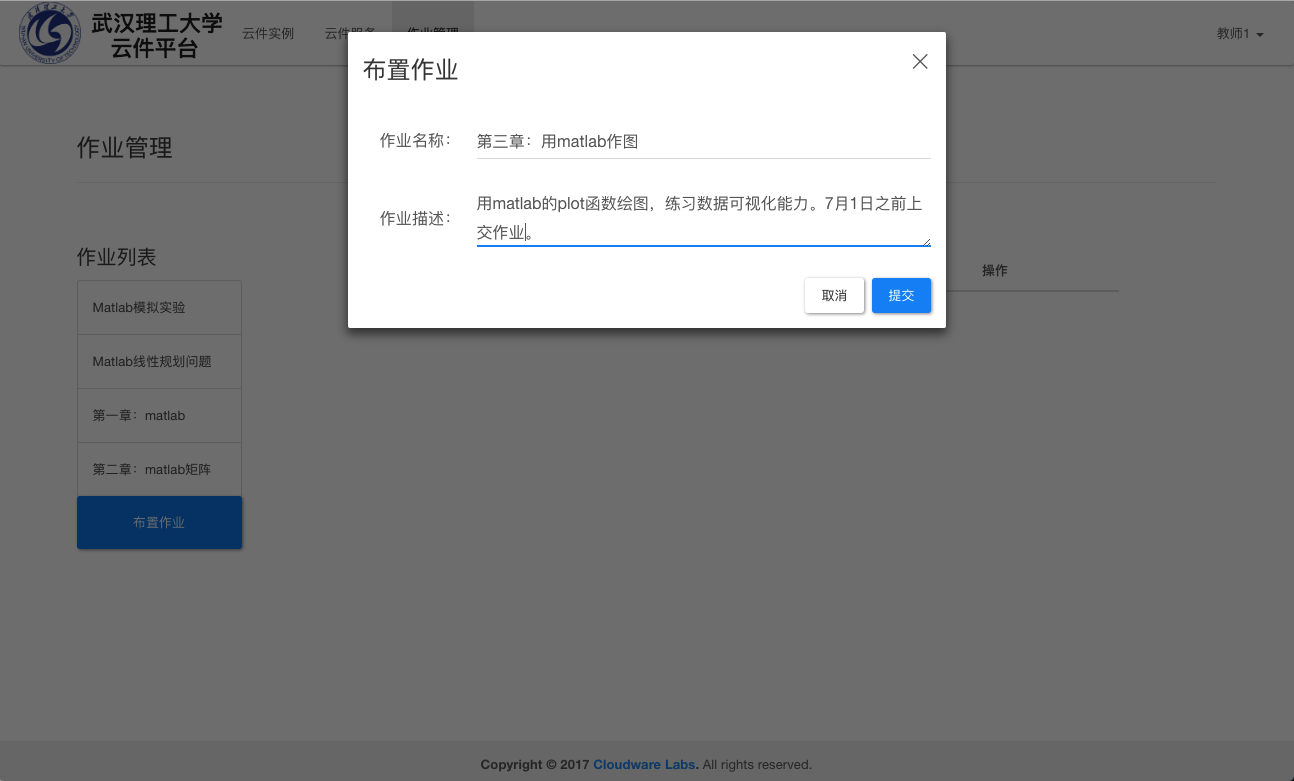 武汉理工大学
云件平台
云件实例
云件服务
作业管理
教师1
布置作业
作业名称：
第三章：用matlab作图
作业描述：
用matlab的plot函数绘图，练习数据可视化能力。7月1日之前上
交作业。
取消
提交
作业管理
作业列表
操作
Matlab模拟实验
Matlab线性规划问题
第一章：matlab
第二章：matlab矩阵
布置作业
Copyright © 2017 Cloudware Labs. All rights reserved.